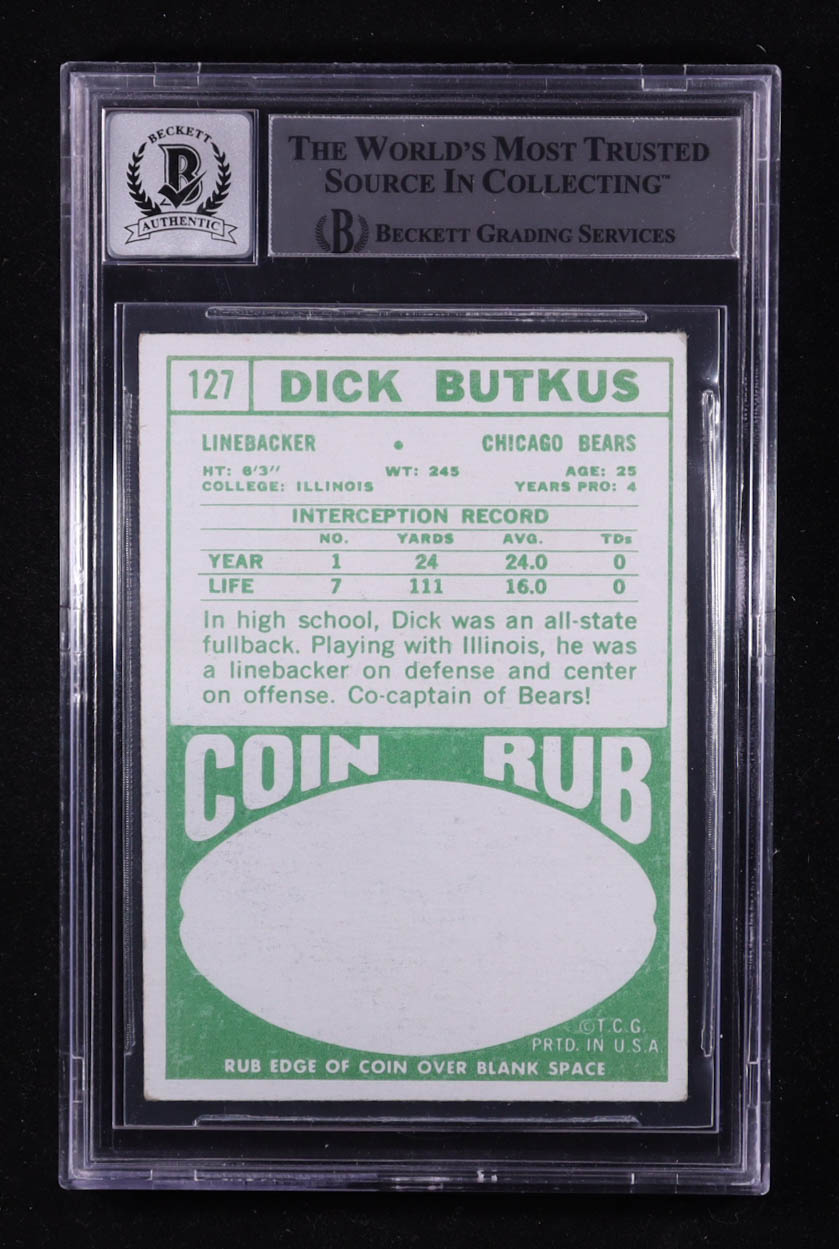 BECKETT
B
AUTHENTIC
THE WORLD'S MOST TRUSTED
SOURCE IN COLLECTING™
B BECKETT GRADING SERVICES
127 DICK BUTKUS
LINEBACKER • CHICAGO BEARS
HT: 6'3" WT: 245 AGE: 25
COLLEGE: ILLINOIS YEARS PRO: 4
INTERCEPTION RECORD
NO. YARDS AVG. TDs
YEAR 1 24 24.0 0
LIFE 7 111 16.0 0
In high school, Dick was an all-state
fullback. Playing with Illinois, he was
a linebacker on defense and center
on offense. Co-captain of Bears!
COIN RUB
©T.C.G.
PRTD. IN U.S.A.
RUB EDGE OF COIN OVER BLANK SPACE